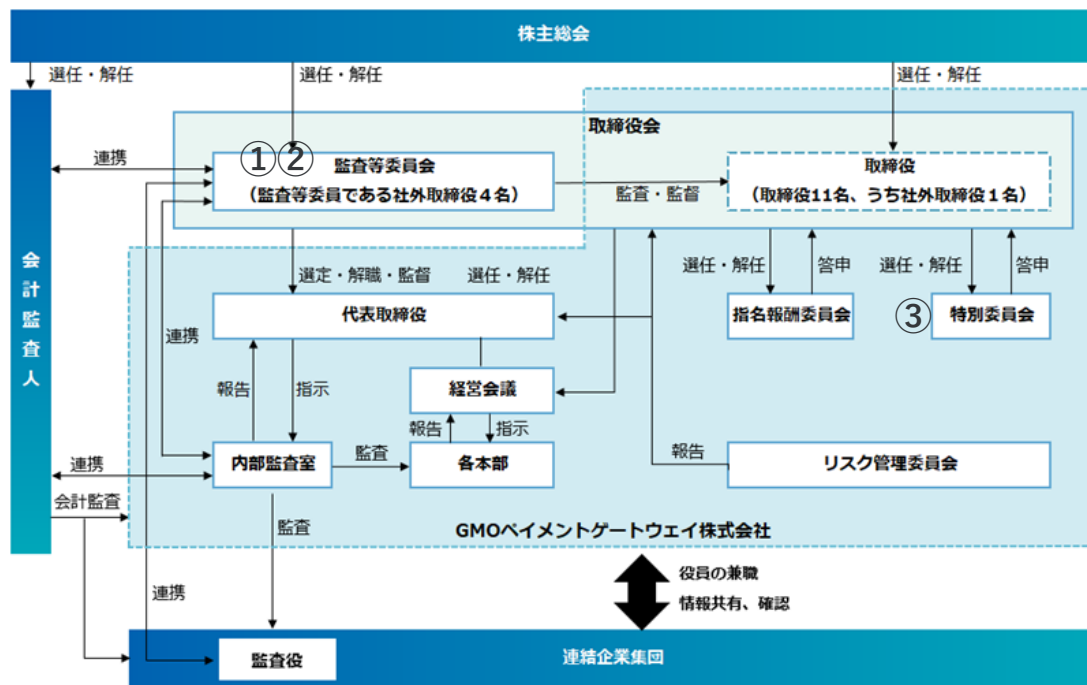 株主総会
選任・解任
選任・解任
選任・解任
取締役会
①②
監査等委員会
（監査等委員である社外取締役４名）
連携
監査・監督
取締役
（取締役11名、うち社外取締役１名）
会計監査人
選定・解職・監督
選任・解任
選任・解任
答申
選任・解任
答申
代表取締役
指名報酬委員会
③
特別委員会
連携
報告
指示
経営会議
報告
指示
連携
内部監査室
監査
各本部
報告
リスク管理委員会
会計監査
監査
GMOペイメントゲートウェイ株式会社
連携
役員の兼職
情報共有、確認
監査役
連結企業集団